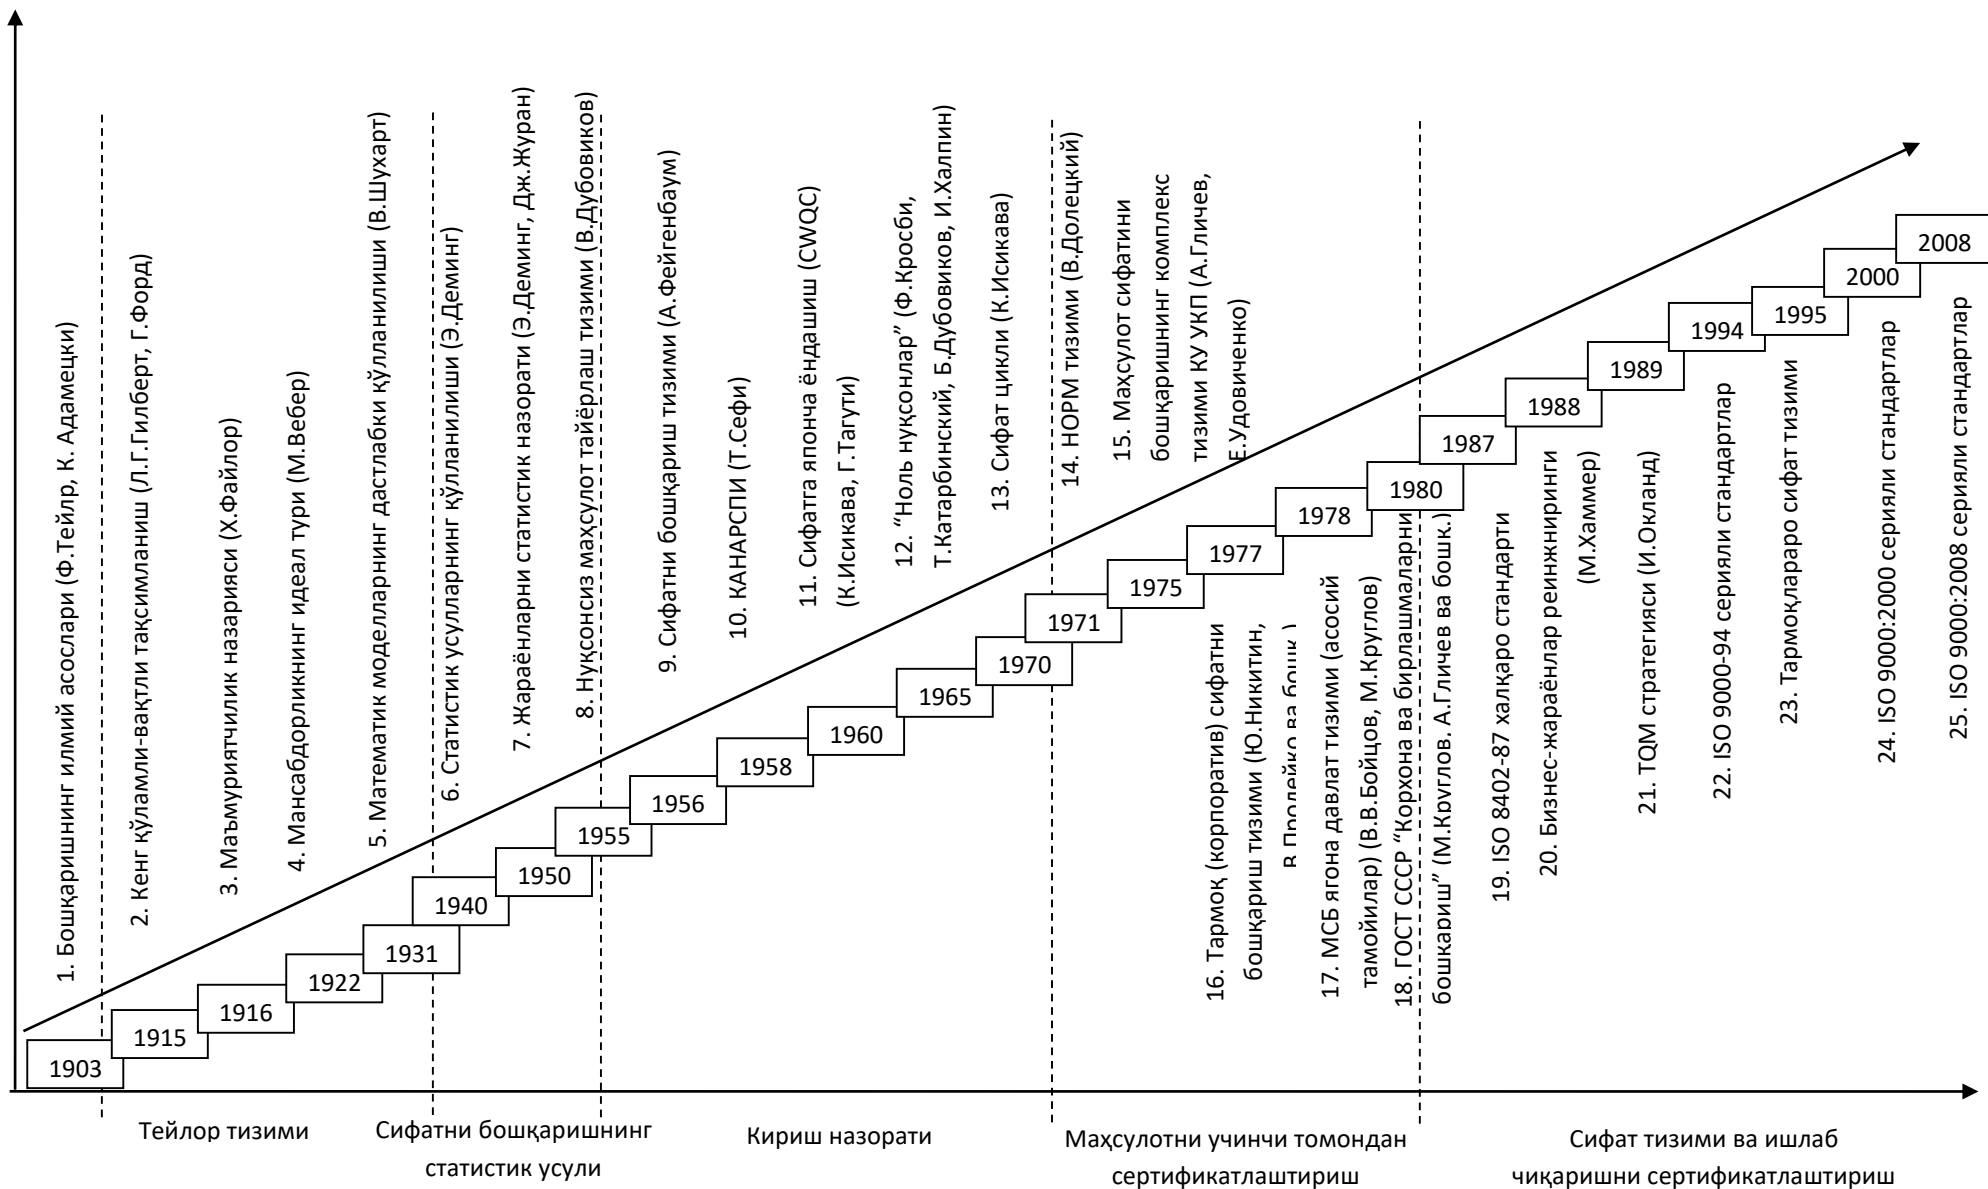 1. Бошқаришнинг илмий асослари (Ф.Тейлр, К. Адамецки)
2. Кенг қўламли-вақтли тақсимланиш (Л.Г.Гилберт, Г.Форд)
3. Маъмуриятчилик назарияси (Х.Файлор)
4. Мансабдорликнинг идеал тури (М.Вебер)
5. Математик моделларнинг дастлабки қўлланилиши (В.Шухарт)
6. Статистик усулларнинг қўлланилиши (Э.Деминг)
7. Жараёнларни статистик назорати (Э.Деминг, Дж.Журан)
8. Нуқсонсиз маҳсулот тайёрлаш тизими (В.Дубовиков)
9. Сифатни бошқариш тизими (А.Фейгенбаум)
10. КАНАРСПИ (Т.Сефи)
11. Сифатга японча ёндашиш (CWQC)
(К.Исикава, Г.Тагути)
12. “Ноль нуқсонлар” (Ф.Кросби,
Т.Катарбинский, Б.Дубовиков, И.Халпин)
13. Сифат цикли (К.Исикава)
14. НОРМ тизими (В.Долецкий)
15. Маҳсулот сифатини
бошқаришнинг комплекс
тизими КУ УКП (А.Гличев,
Е.Удовиченко)
16. Тармоқ (корпоратив) сифатни
бошқариш тизими (Ю.Никитин,
В.Продейко ва бошқ.)
17. МСБ ягона давлат тизими (асосий
тамойилар) (В.В.Бойцов, М.Круглов)
18. ГОСТ СССР “Корхона ва бирлашмаларни
бошқариш” (М.Круглов. А.Гличев ва бошқ.)
19. ISO 8402-87 халқаро стандарти
20. Бизнес-жараёнлар реинжниринги
(М.Хаммер)
21. TQM стратегияси (И.Окланд)
22. ISO 9000-94 серияли стандартлар
23. Тармоқлараро сифат тизими
24. ISO 9000:2000 серияли стандартлар
25. ISO 9000:2008 серияли стандартлар
1903
1915
1916
1922
1931
1940
1950
1955
1956
1958
1960
1965
1970
1971
1975
1977
1978
1980
1987
1988
1989
1994
1995
2000
2008
Тейлор тизими
Сифатни бошқаришнинг
статистик усули
Кириш назорати
Маҳсулотни учинчи томондан
сертификатлаштириш
Сифат тизими ва ишлаб
чиқаришни сертификатлаштириш